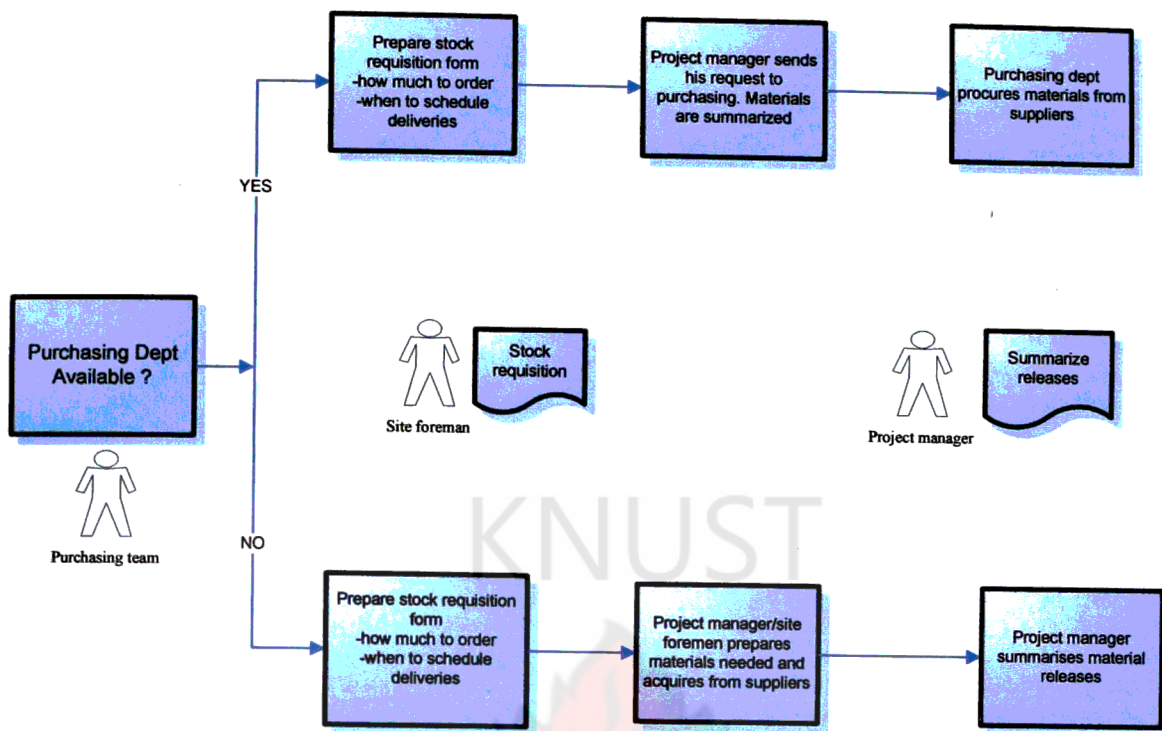 Prepare stock
requisition form
-how much to order
-when to schedule
deliveries
Project manager sends
his request to
purchasing. Materials
are summarized
Purchasing dept
procures materials from
suppliers
YES
Purchasing Dept
Available ?
Purchasing team
Site foreman
Stock
requisition
Project manager
Summarize
releases
KNUST
NO
Prepare stock requisition
form
-how much to order
-when to schedule
deliveries
Project manager/site
foremen prepares
materials needed and
acquires from suppliers
Project manager
summarises material
releases